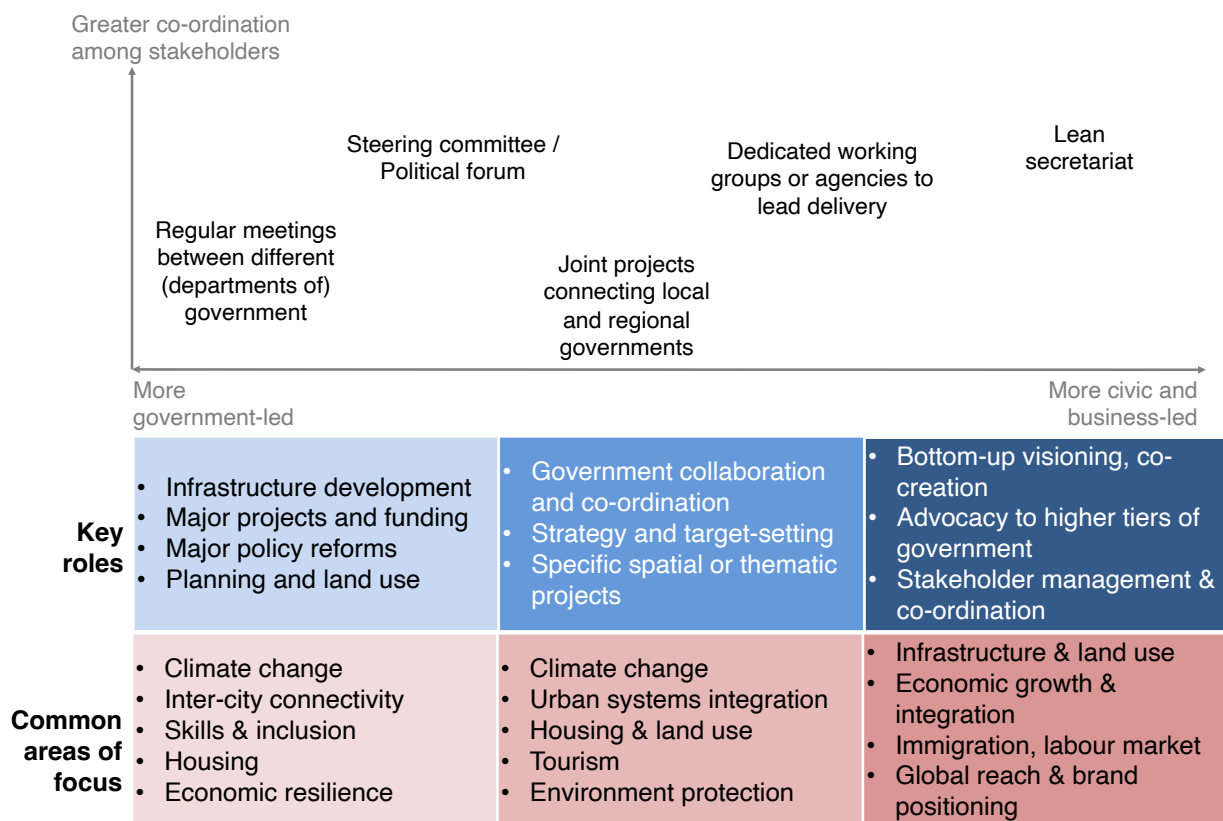 Greater co-ordination
among stakeholders
Steering committee /
Political forum
Dedicated working
groups or agencies to
lead delivery
Lean
secretariat
Regular meetings
between different
(departments of)
government
Joint projects
connecting local
and regional
governments
More
government-led
More civic and
business-led
Key
roles
• Infrastructure development
• Major projects and funding
• Major policy reforms
• Planning and land use
• Government collaboration
and co-ordination
• Strategy and target-setting
• Specific spatial or thematic
projects
• Bottom-up visioning, co-
creation
• Advocacy to higher tiers of
government
• Stakeholder management &
co-ordination
Common
areas of
focus
• Climate change
• Inter-city connectivity
• Skills & inclusion
• Housing
• Economic resilience
• Climate change
• Urban systems integration
• Housing & land use
• Tourism
• Environment protection
• Infrastructure & land use
• Economic growth &
integration
• Immigration, labour market
• Global reach & brand
positioning